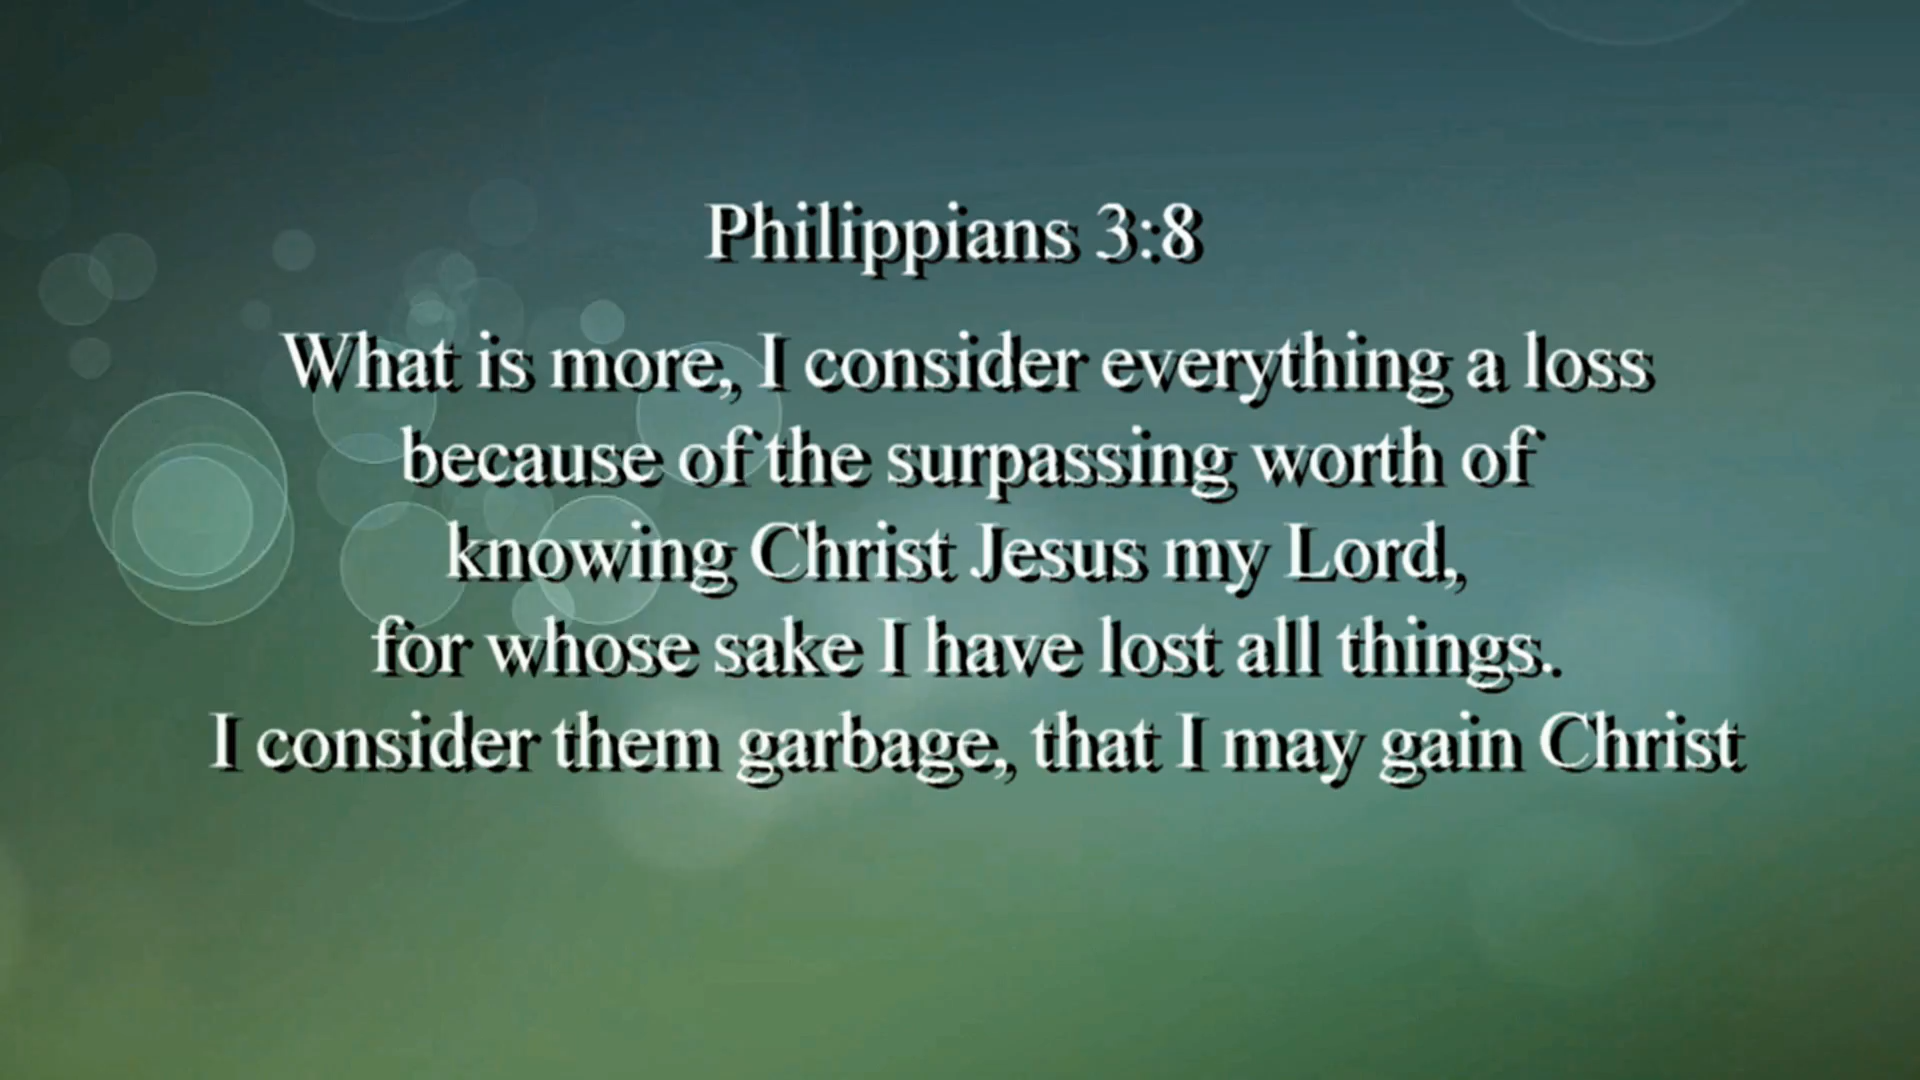 Philippians 3:8
What is more, I consider everything a loss
because of the surpassing worth of
knowing Christ Jesus my Lord,
for whose sake I have lost all things.
I consider them garbage, that I may gain Christ